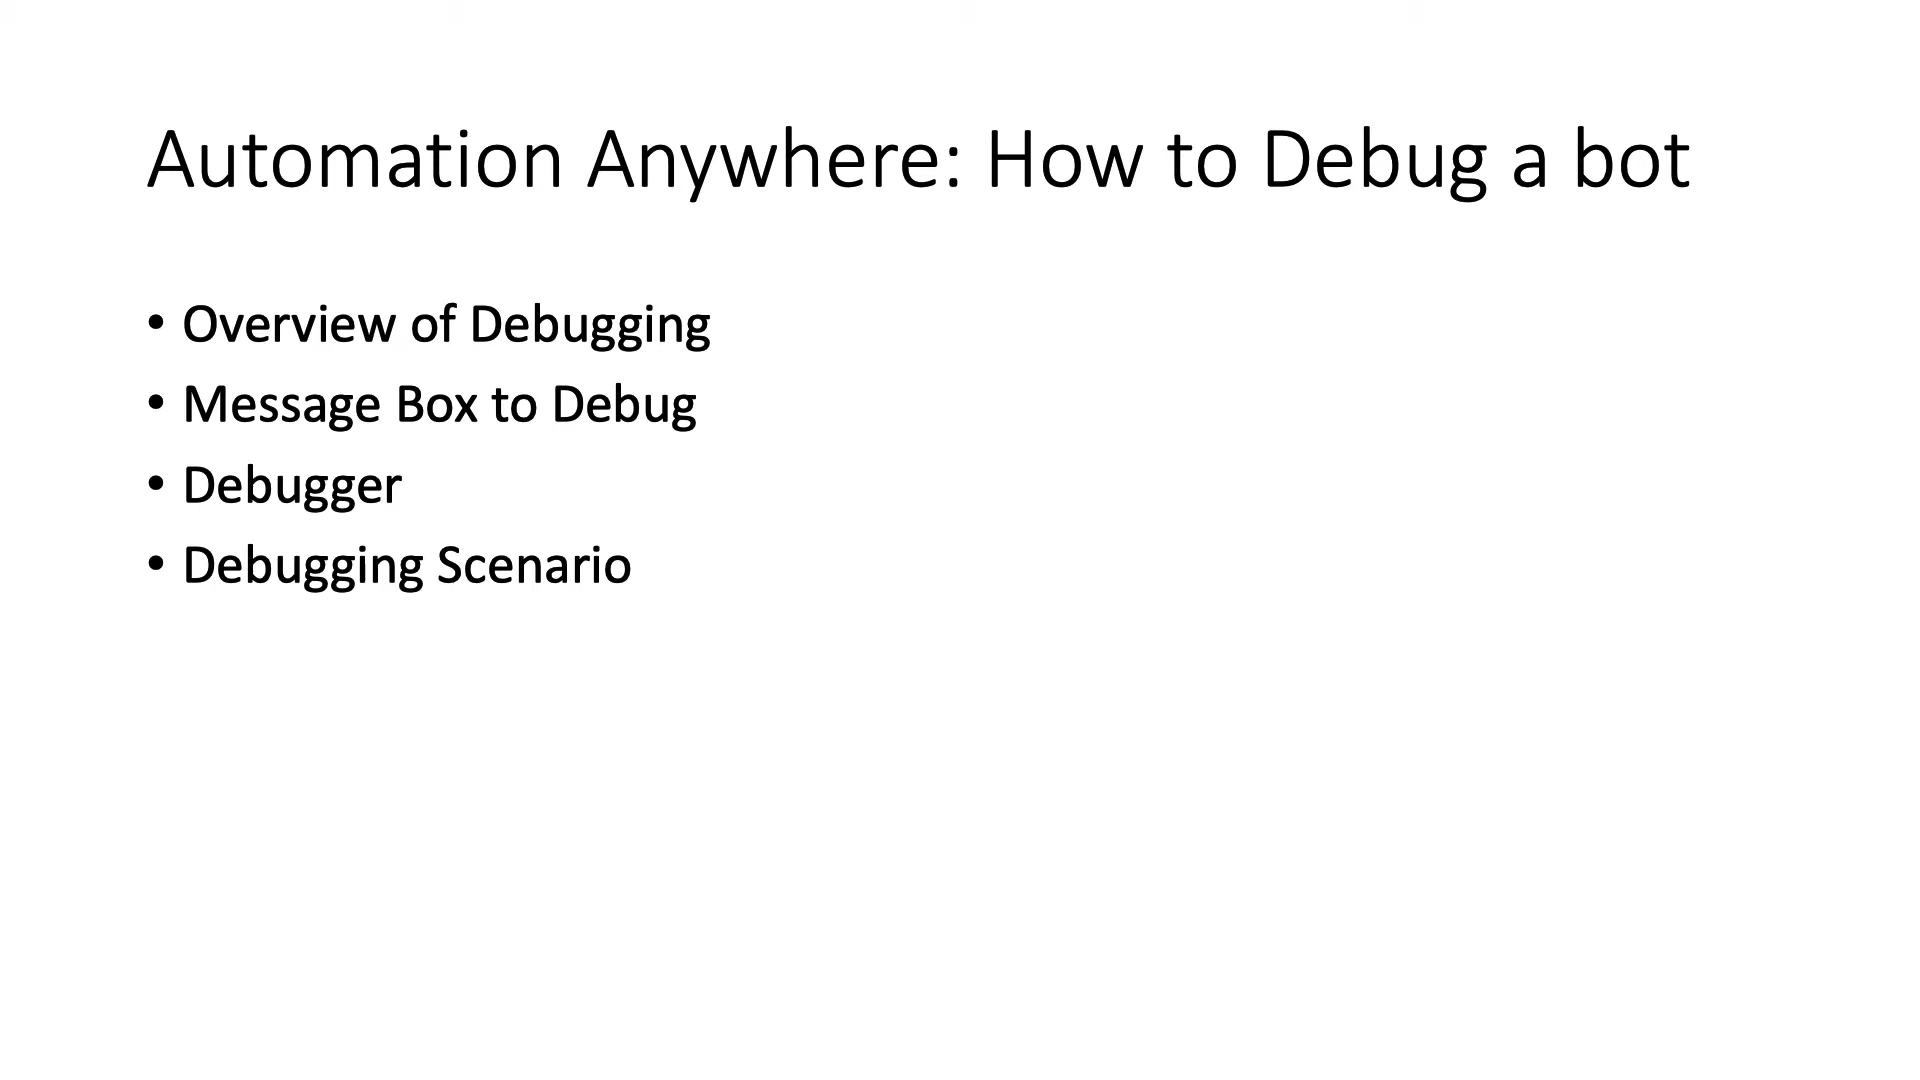 Automation Anywhere: How to Debug a bot
• Overview of Debugging
• Message Box to Debug
• Debugger
• Debugging Scenario